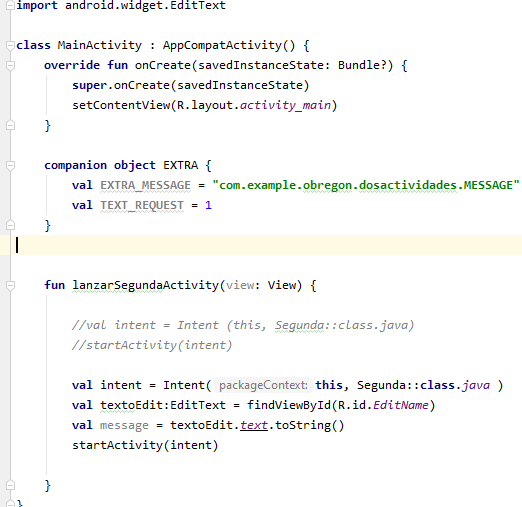 import android.widget.EditText
class MainActivity : AppCompatActivity() {
override fun onCreate(savedInstanceState: Bundle?) {
super.onCreate(savedInstanceState)
setContentView(R.layout.activity_main)
}
companion object EXTRA {
val EXTRA_MESSAGE = "com.example.obregon.dosactividades.MESSAGE"
val TEXT_REQUEST = 1
}
fun lanzarSegundaActivity(view: View) {
//val intent = Intent (this, Segunda::class.java)
//startActivity(intent)
val intent = Intent( packageContext: this, Segunda::class.java )
val textoEdit:EditText = findViewById(R.id.EditName)
val message = textoEdit.text.toString()
startActivity(intent)
}
}